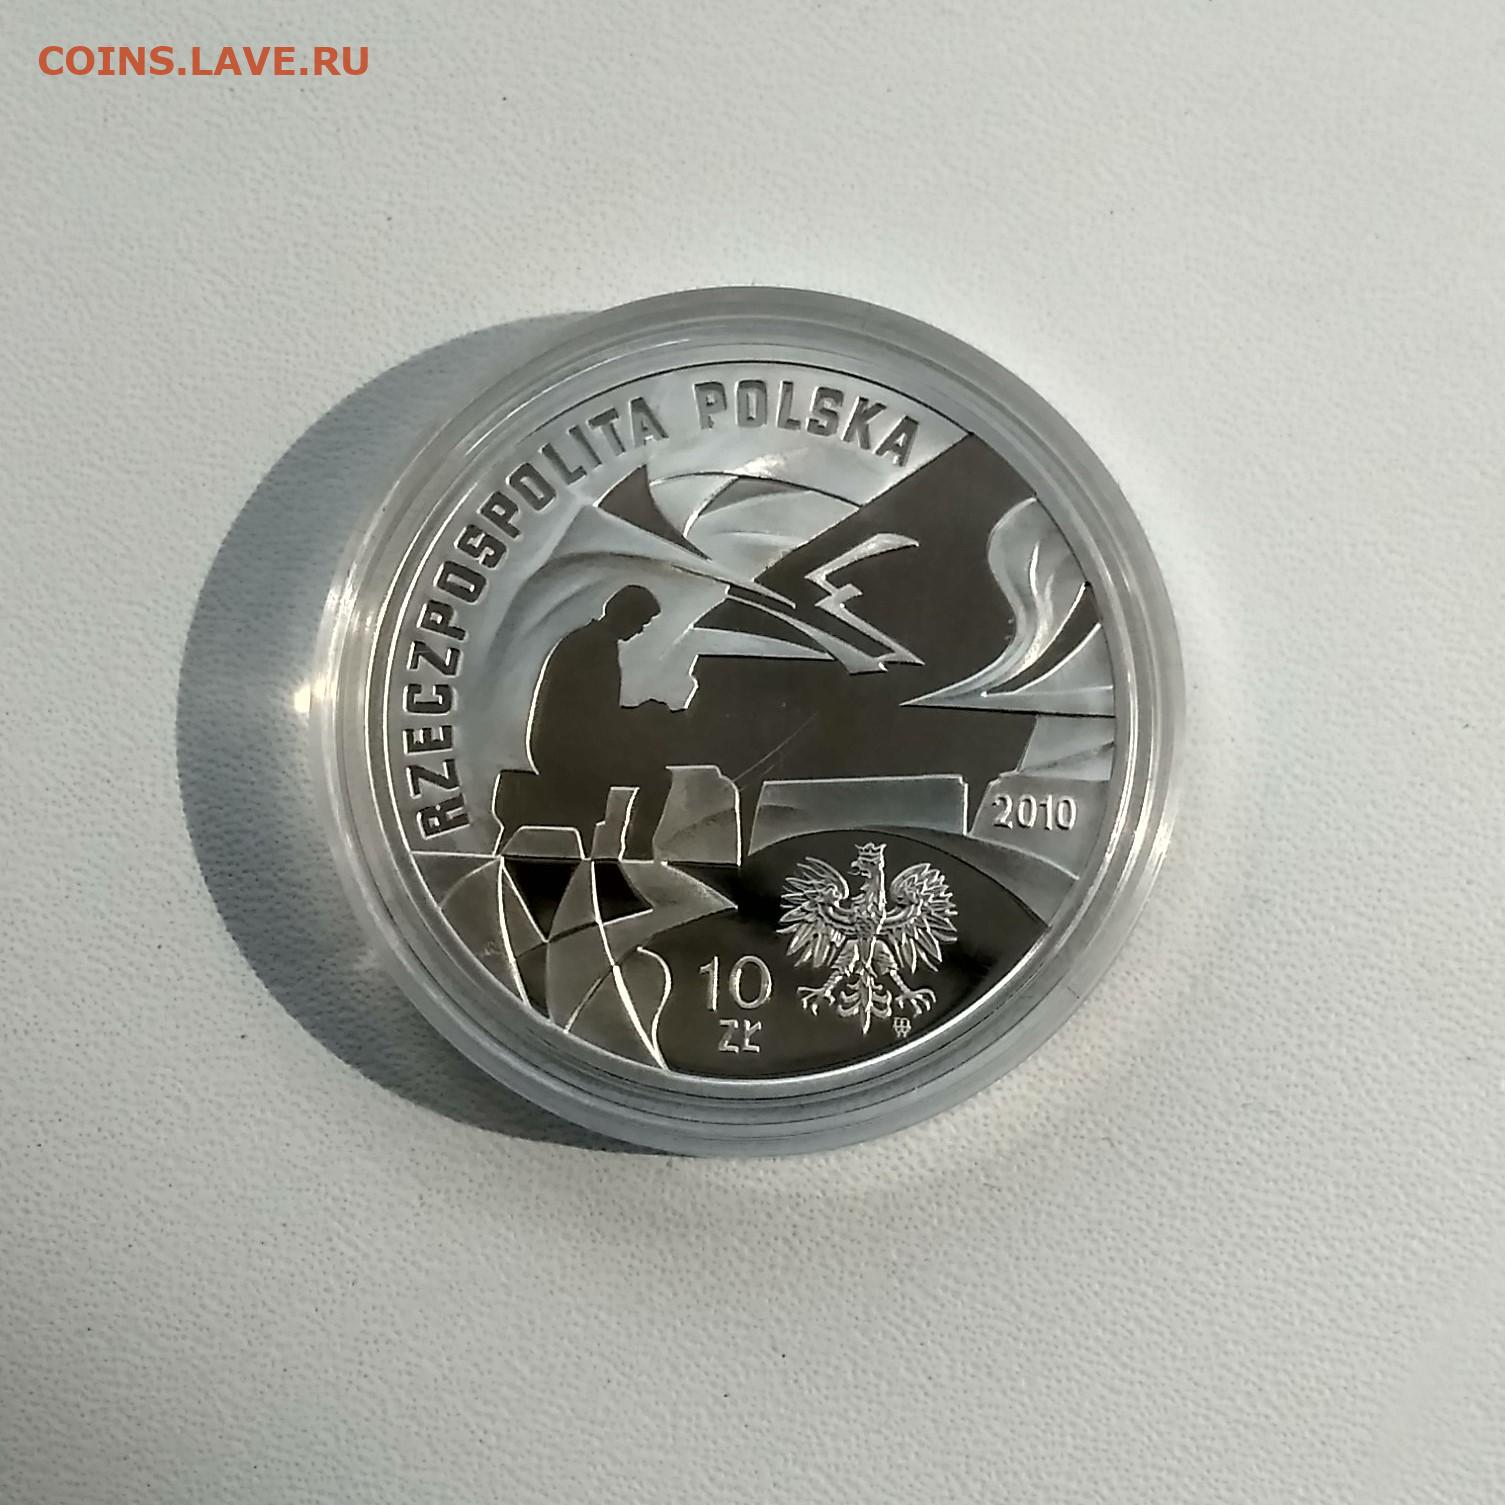 COINS.LAVE.RU
RZECZPOSPOLITA POLSKA
2010
10
ZŁ